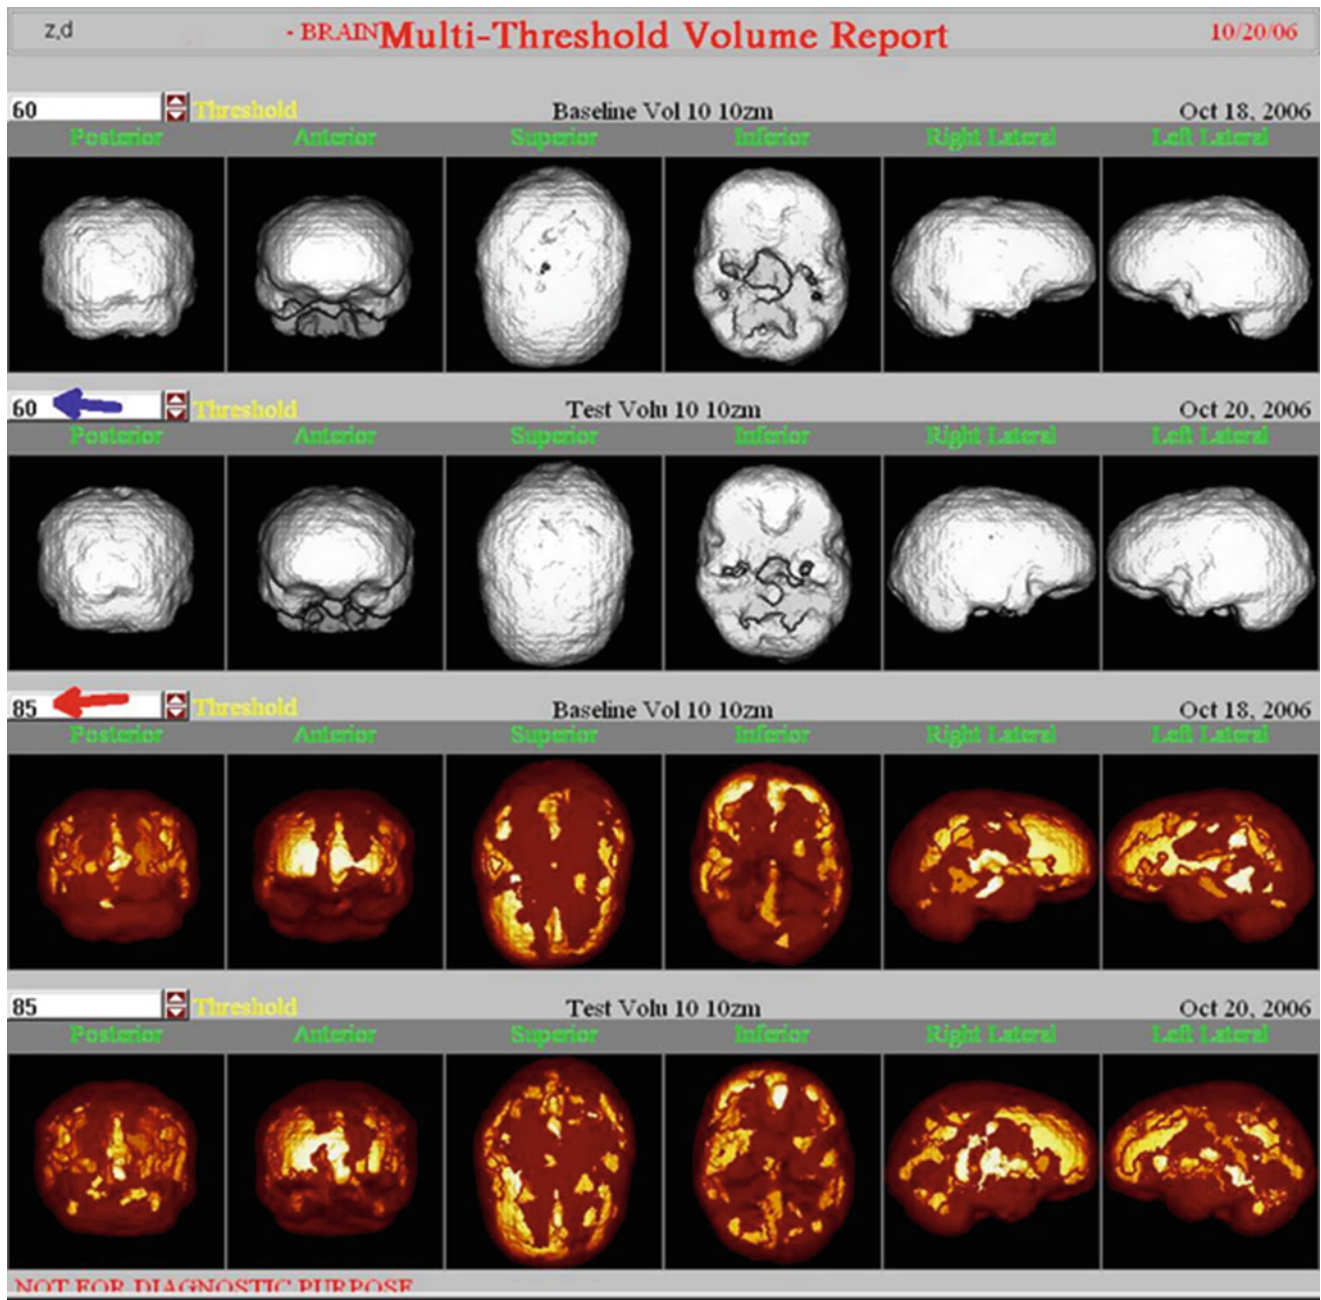 z,d - BRAIN Multi-Threshold Volume Report 10/20/06
60 Threshold Baseline Vol 10 10zm Oct 18, 2006
Posterior Anterior Superior Inferior Right Lateral Left Lateral
60 Threshold Test Volu 10 10zm Oct 20, 2006
Posterior Anterior Superior Inferior Right Lateral Left Lateral
85 Threshold Baseline Vol 10 10zm Oct 18, 2006
Posterior Anterior Superior Inferior Right Lateral Left Lateral
85 Threshold Test Volu 10 10zm Oct 20, 2006
Posterior Anterior Superior Inferior Right Lateral Left Lateral
NOT FOR DIAGNOSTIC PURPOSE